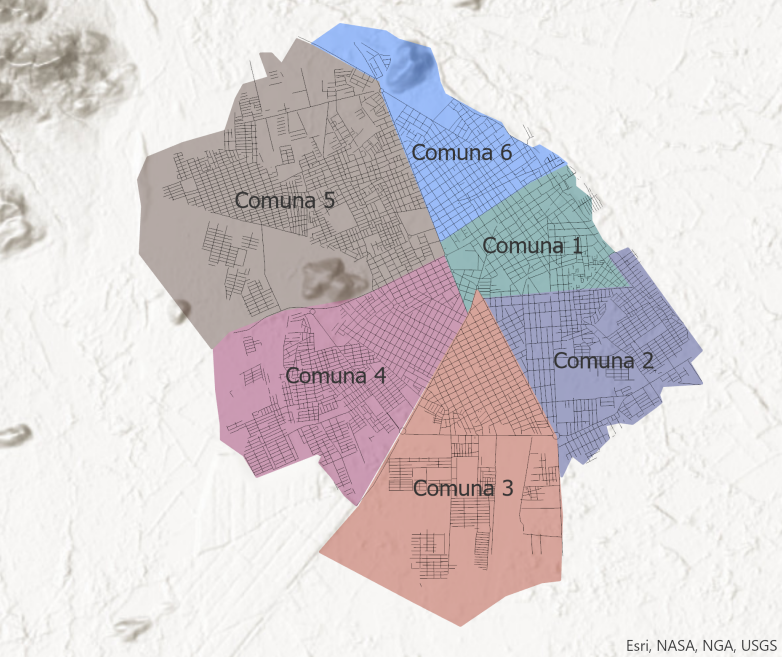 Comuna 6
Comuna 5
Comuna 1
Comuna 2
Comuna 4
Comuna 3
Esri, NASA, NGA, USGS